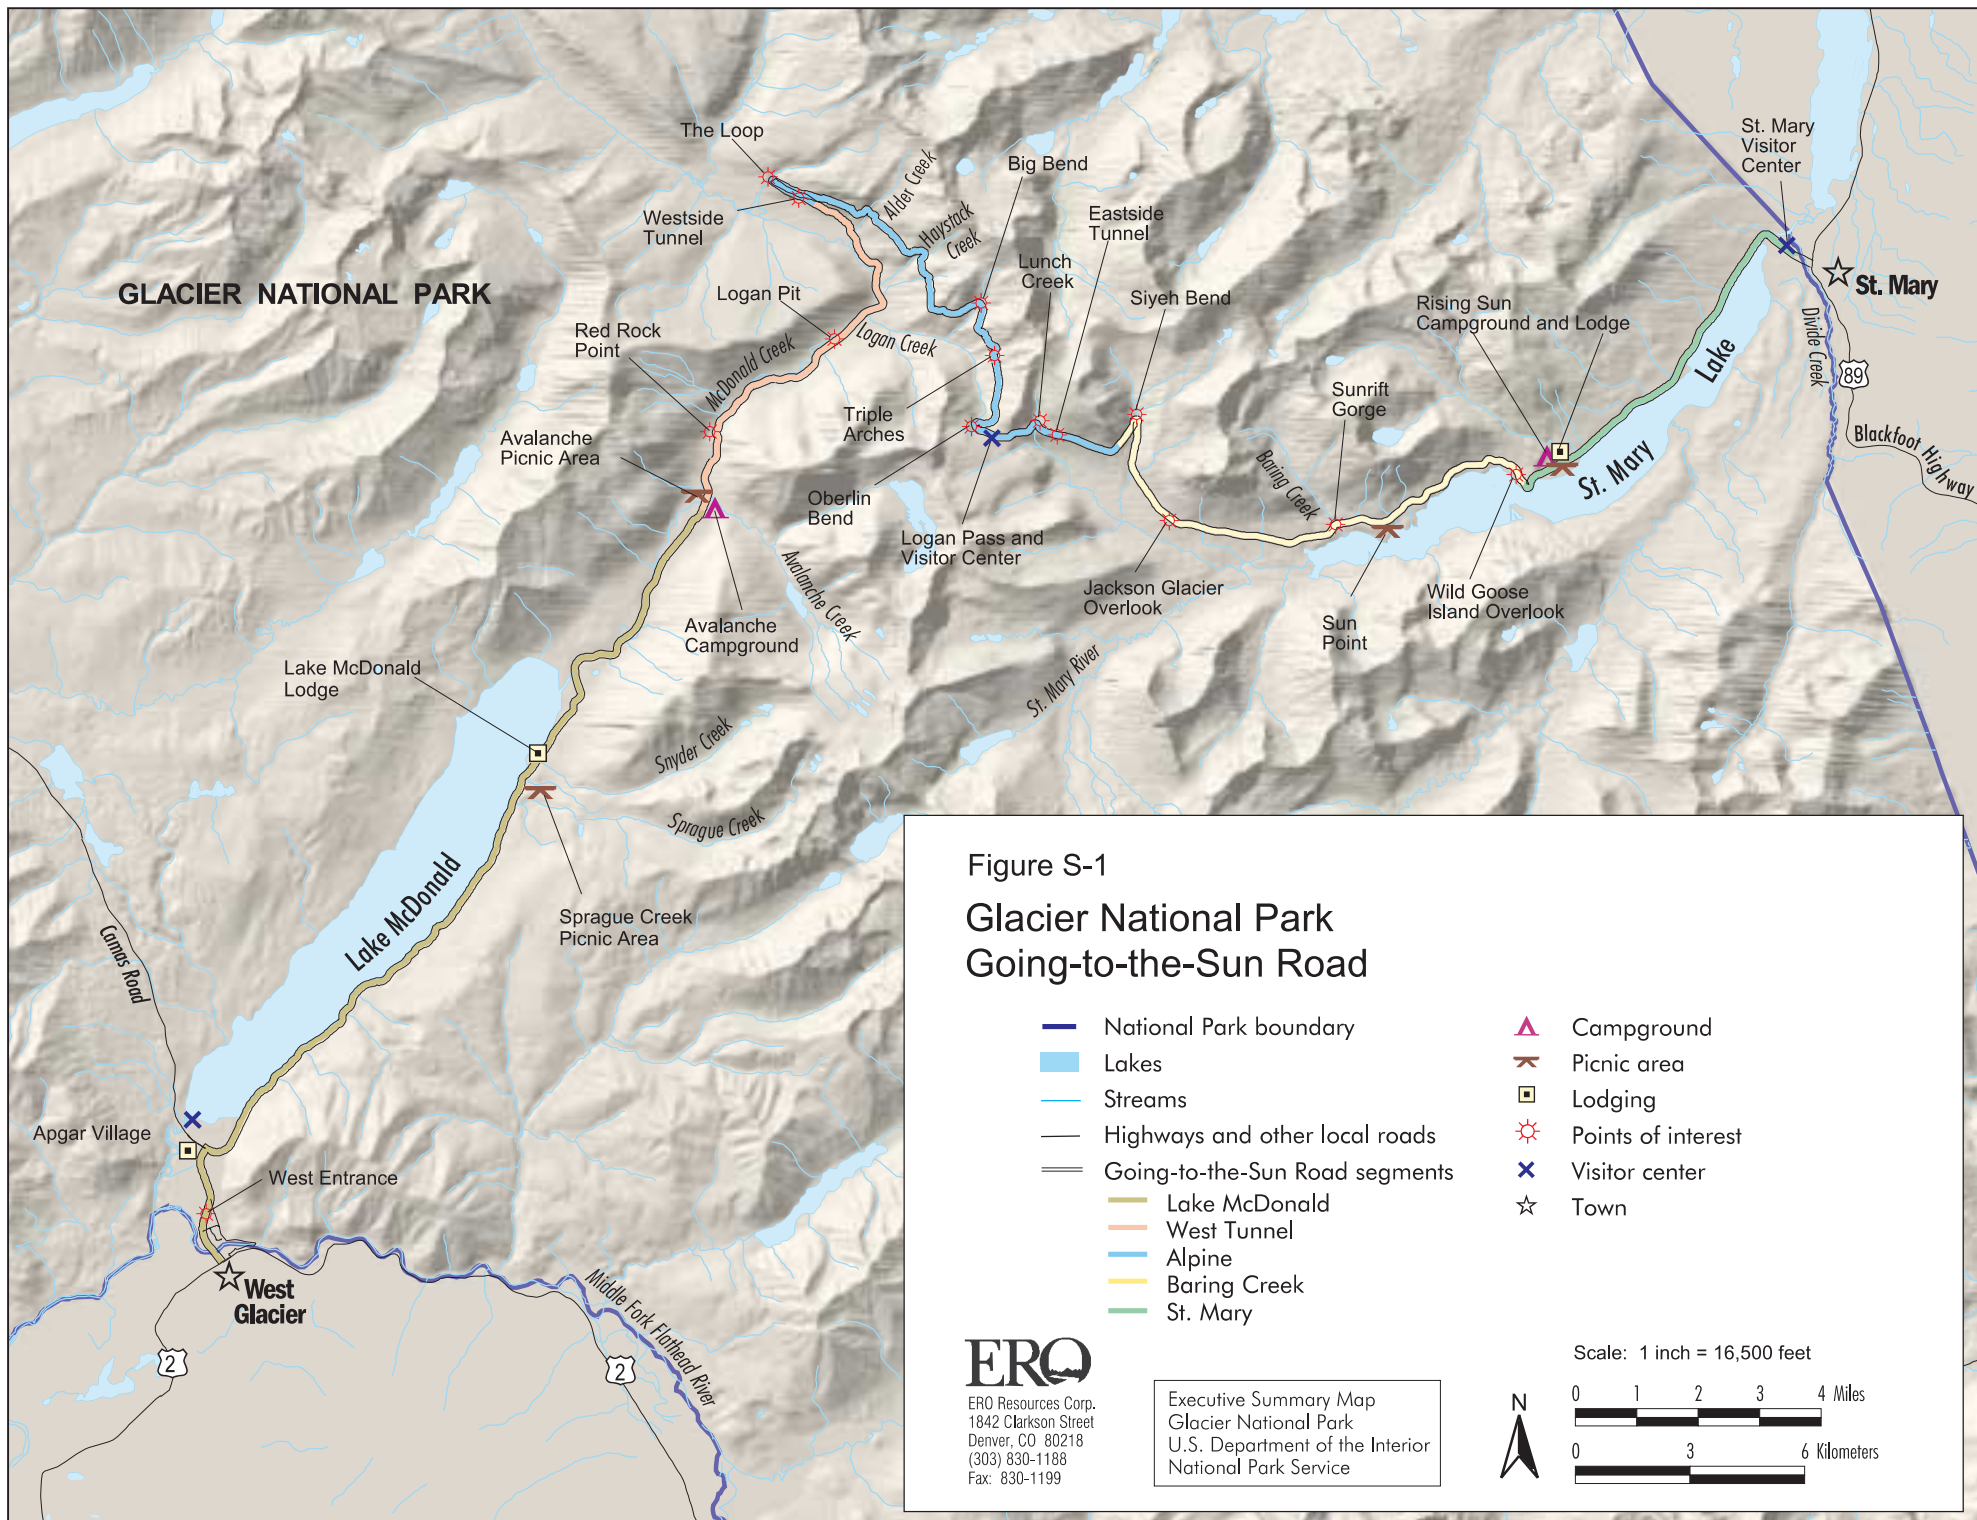 The Loop
Alder Creek
Big Bend
St. Mary
Visitor
Center
Westside
Tunnel
Haystack
Creek
Eastside
Tunnel
Lunch
Creek
GLACIER NATIONAL PARK
Logan Pit
Siyeh Bend
Rising Sun
Campground and Lodge
St. Mary
Red Rock
Point
McDonald Creek
Logan Creek
Divide Creek
Lake
89
Triple
Arches
Sunrift
Gorge
Avalanche
Picnic Area
Blackfoot Highway
St. Mary
Baring Creek
Oberlin
Bend
Logan Pass and
Visitor Center
Avalanche Creek
Jackson Glacier
Overlook
Wild Goose
Island Overlook
Sun
Point
Avalanche
Campground
Lake McDonald
Lodge
St. Mary River
Snyder Creek
Sprague Creek
Lake McDonald
Sprague Creek
Picnic Area
Camas Road
Apgar Village
West Entrance
West
Glacier
Middle Fork Flathead River
2
2
Figure S-1
Glacier National Park
Going-to-the-Sun Road
National Park boundary
Lakes
Streams
Highways and other local roads
Going-to-the-Sun Road segments
Lake McDonald
West Tunnel
Alpine
Baring Creek
St. Mary
Campground
Picnic area
Lodging
Points of interest
Visitor center
Town
ERO
ERO Resources Corp.
1842 Clarkson Street
Denver, CO 80218
(303) 830-1188
Fax: 830-1199
Executive Summary Map
Glacier National Park
U.S. Department of the Interior
National Park Service
N
Scale: 1 inch = 16,500 feet
0 1 2 3 4 Miles
0 3 6 Kilometers